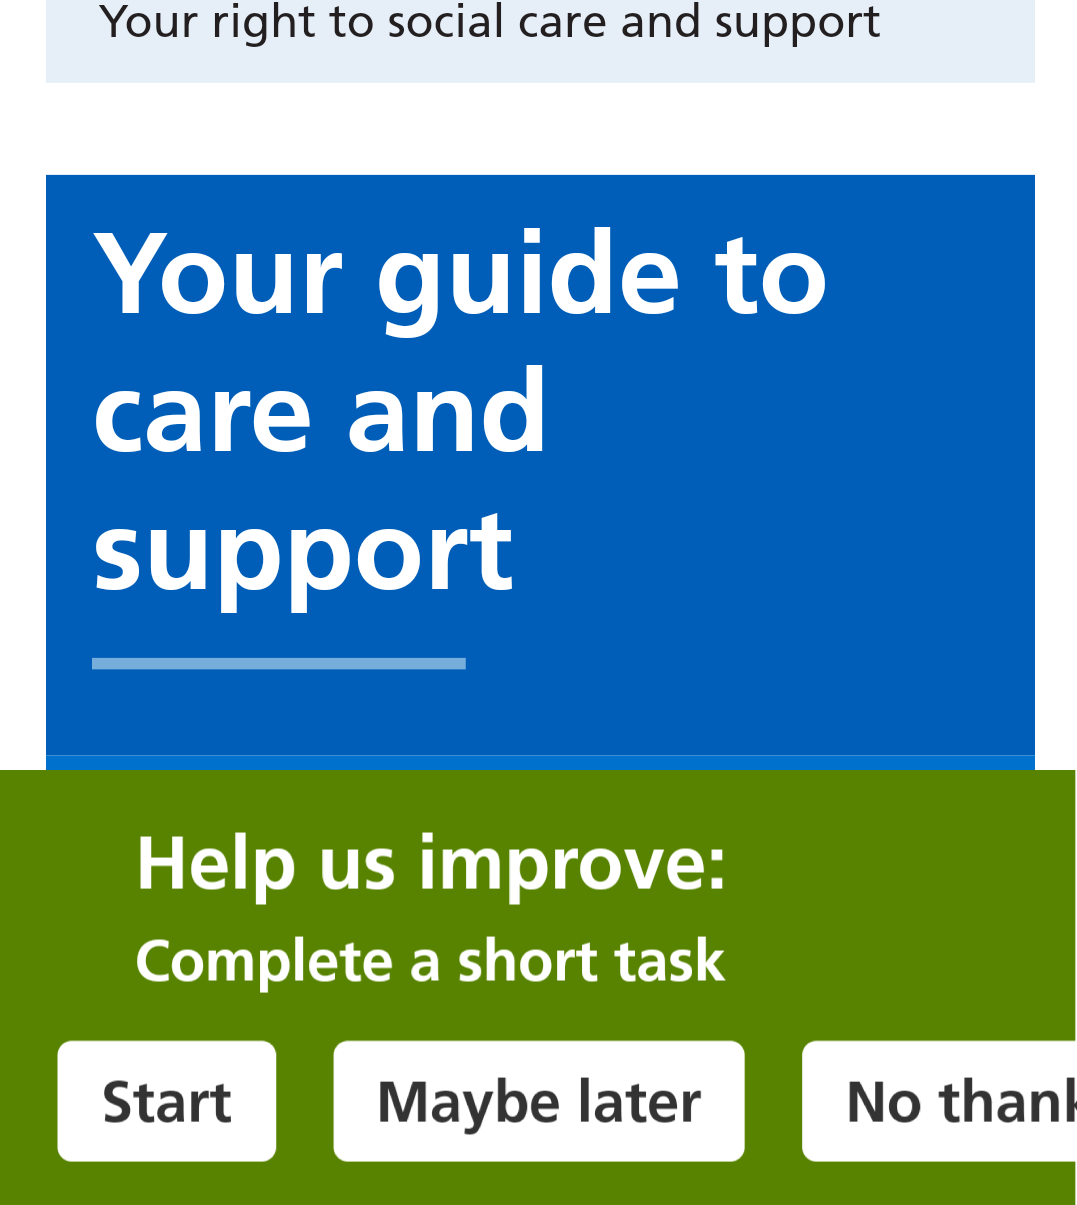 Your right to social care and support
Your guide to
care and
support
Help us improve:
Complete a short task
Start
Maybe later
No thank